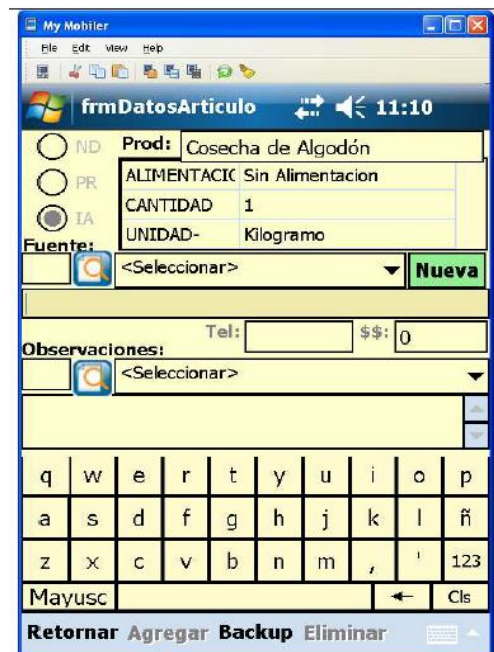 My Mobiler
File Edit View Help
frmDatosArticulo 11:10
ND Prod: Cosecha de Algodón
PR ALIMENTACIC Sin Alimentacion
CANTIDAD 1
IA
UNIDAD- Kilogramo
Fuente:
<Seleccionar> Nueva
Tel: $$: 0
Observaciones:
<Seleccionar>
q w e r t y u i o p
a s d f g h j k l ñ
z x c v b n m , ' 123
Mayusc ← Cls
Retornar Agregar Backup Eliminar